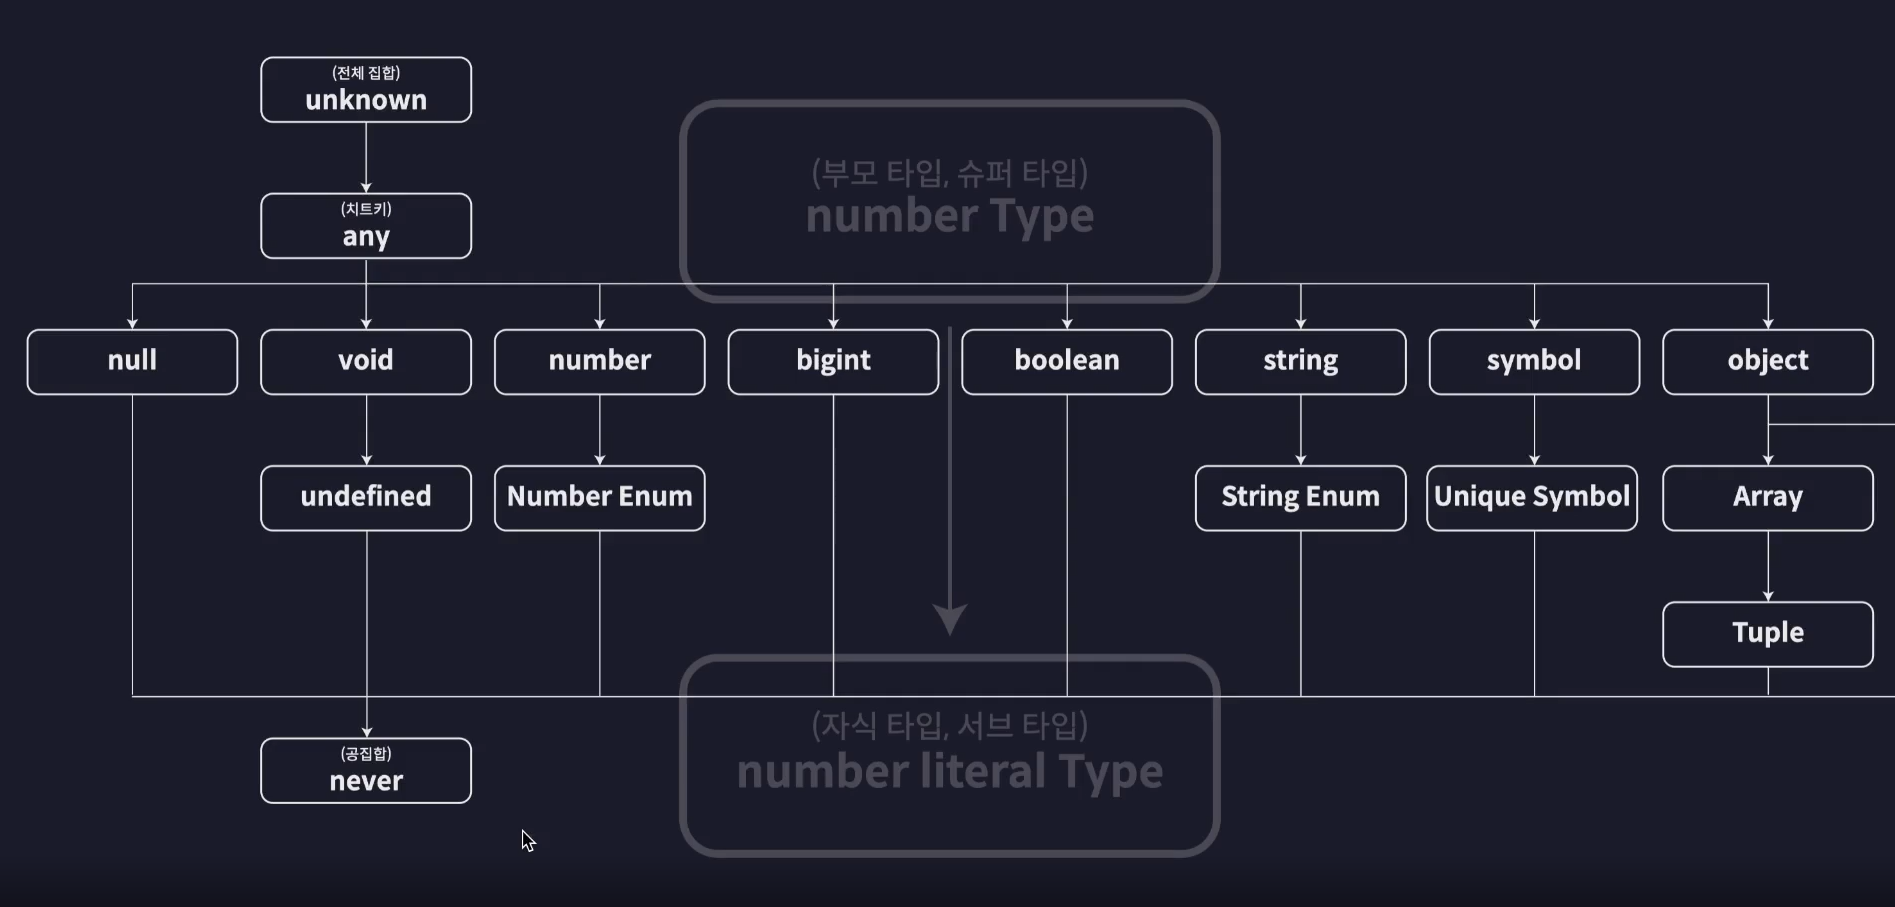 (전체 집합)
unknown
(치트키)
any
(부모 타입, 슈퍼 타입)
number Type
null
void
number
bigint
boolean
string
symbol
object
undefined
Number Enum
String Enum
Unique Symbol
Array
Tuple
(자식 타입, 서브 타입)
number literal Type
(공집합)
never